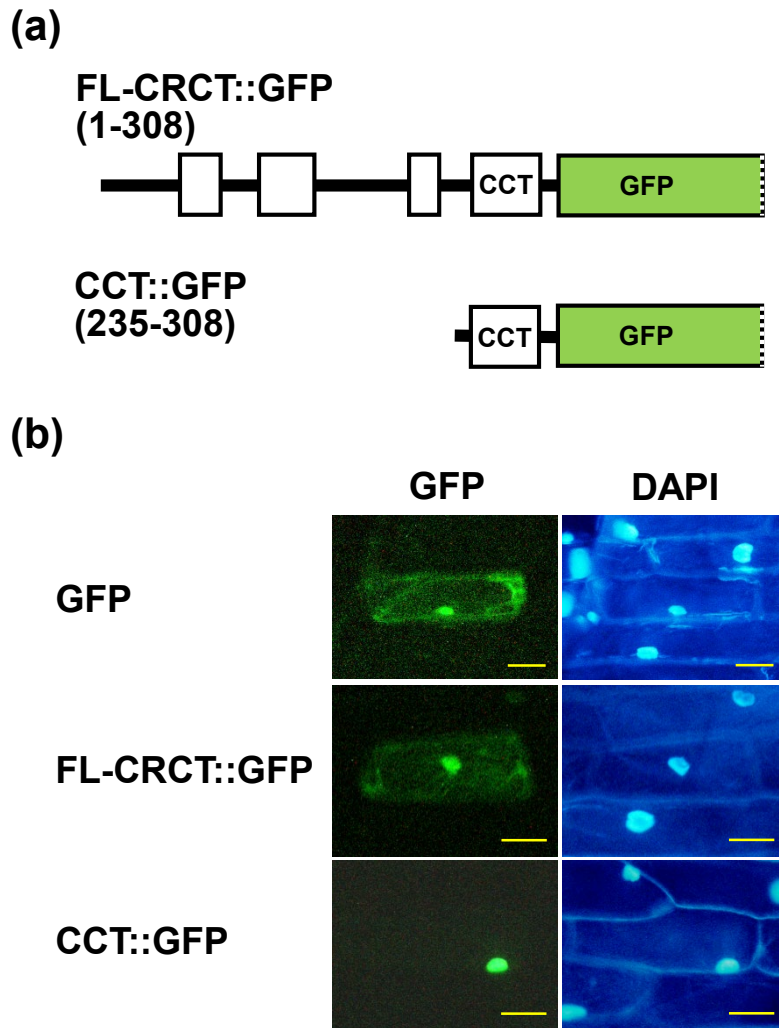 (a)
FL-CRCT::GFP
(1-308)
CCT GFP
CCT::GFP
(235-308)
CCT GFP
(b)
GFP DAPI
GFP
FL-CRCT::GFP
CCT::GFP